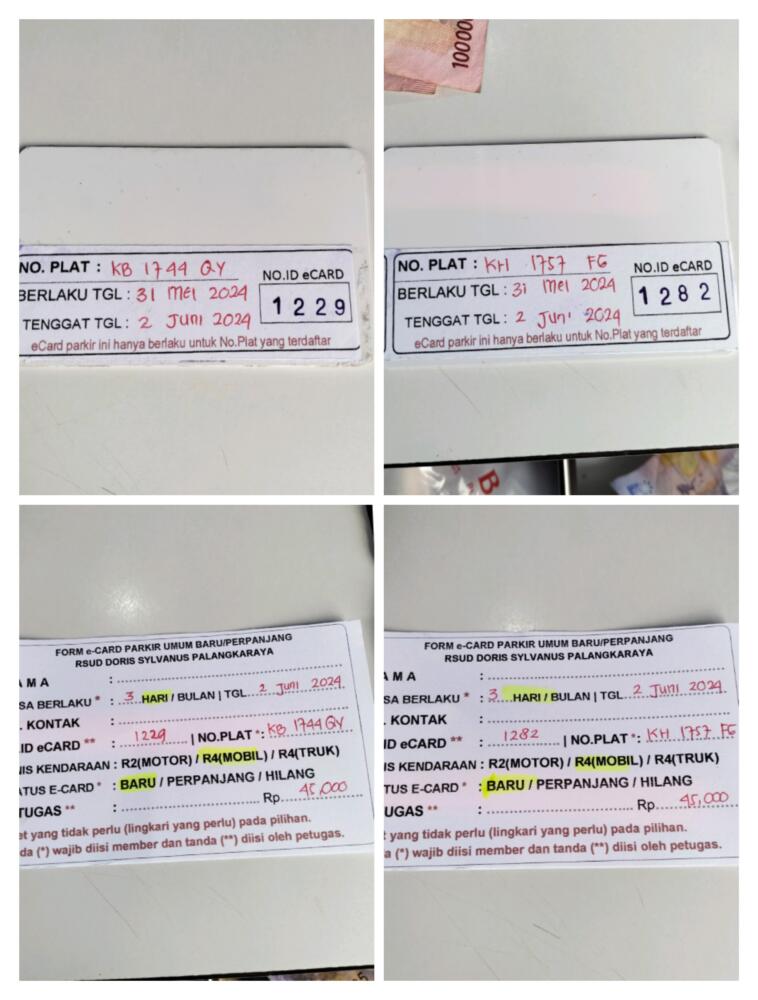 NO. PLAT : KB 1744 QY
NO.ID eCARD
BERLAKU TGL : 31 MEI 2024
1229
TENGGAT TGL : 2 Juni 2024
eCard parkir ini hanya berlaku untuk No.Plat yang terdaftar
100000
NO. PLAT : KH 1757 FG
NO.ID eCARD
BERLAKU TGL : 31 MEI 2024
1282
TENGGAT TGL : 2 Juni 2024
eCard parkir ini hanya berlaku untuk No.Plat yang terdaftar
B
FORM e-CARD PARKIR UMUM BARU/PERPANJANG
RSUD DORIS SYLVANUS PALANGKARAYA
AMA :
SA BERLAKU * : 3 HARI / BULAN | TGL. 2 Juni 2024
. KONTAK :
ID eCARD ** : 1229 | NO.PLAT *: KB 1744 QY
IS KENDARAAN : R2(MOTOR) / R4(MOBIL) / R4(TRUK)
TUS E-CARD * : BARU / PERPANJANG / HILANG
TUGAS ** : Rp. 45,000
et yang tidak perlu (lingkari yang perlu) pada pilihan.
da (*) wajib diisi member dan tanda (**) diisi oleh petugas.
FORM e-CARD PARKIR UMUM BARU/PERPANJANG
RSUD DORIS SYLVANUS PALANGKARAYA
AMA :
SA BERLAKU * : 3 HARI / BULAN | TGL. 2 Juni 2024
. KONTAK :
ID eCARD ** : 1282 | NO.PLAT *: KH 1757 FG
IS KENDARAAN : R2(MOTOR) / R4(MOBIL) / R4(TRUK)
TUS E-CARD * : BARU / PERPANJANG / HILANG
UGAS ** : Rp. 45,000
t yang tidak perlu (lingkari yang perlu) pada pilihan.
a (*) wajib diisi member dan tanda (**) diisi oleh petugas.